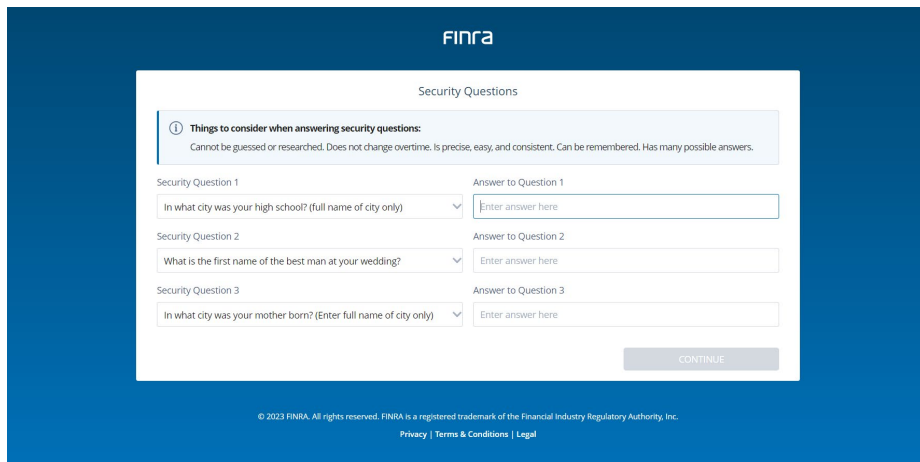 FINra
Security Questions
Things to consider when answering security questions:
Cannot be guessed or researched. Does not change overtime. Is precise, easy, and consistent. Can be remembered. Has many possible answers.
Security Question 1
Answer to Question 1
In what city was your high school? (full name of city only)
Enter answer here
Security Question 2
Answer to Question 2
What is the first name of the best man at your wedding?
Enter answer here
Security Question 3
Answer to Question 3
In what city was your mother born? (Enter full name of city only)
Enter answer here
CONTINUE
© 2023 FINRA. All rights reserved. FINRA is a registered trademark of the Financial Industry Regulatory Authority, Inc.
Privacy | Terms & Conditions | Legal